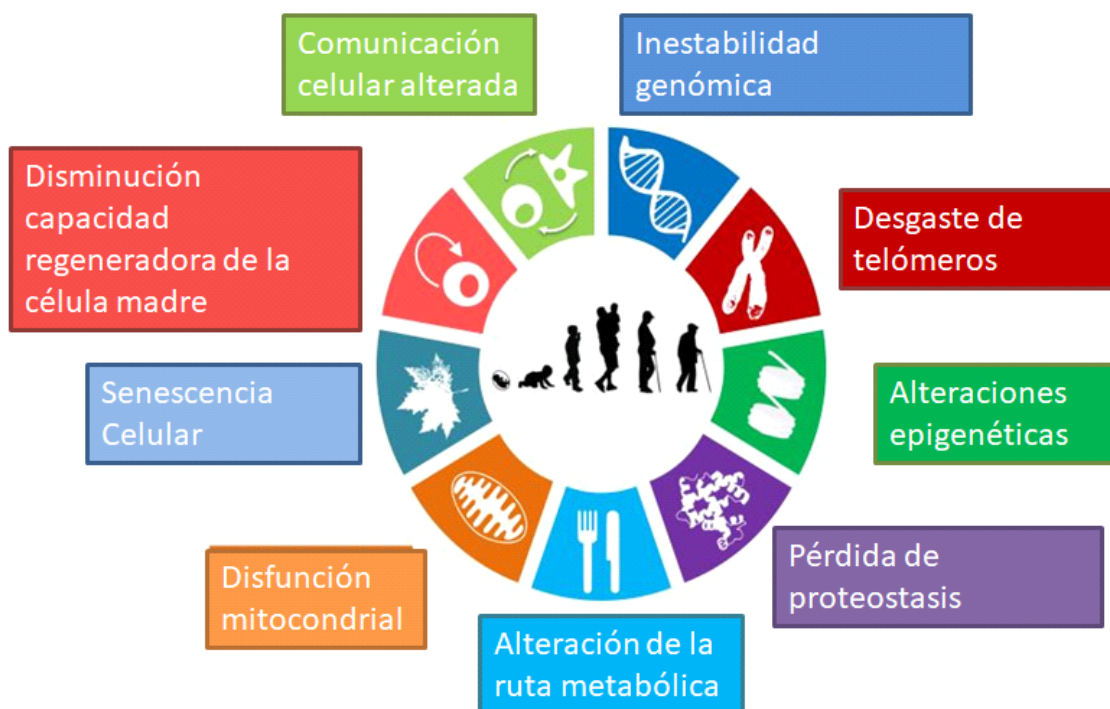 Comunicación
celular alterada
Inestabilidad
genómica
Disminución
capacidad
regeneradora de la
célula madre
Desgaste de
telómeros
Senescencia
Celular
Alteraciones
epigenéticas
Disfunción
mitocondrial
Pérdida de
proteostasis
Alteración de la
ruta metabólica